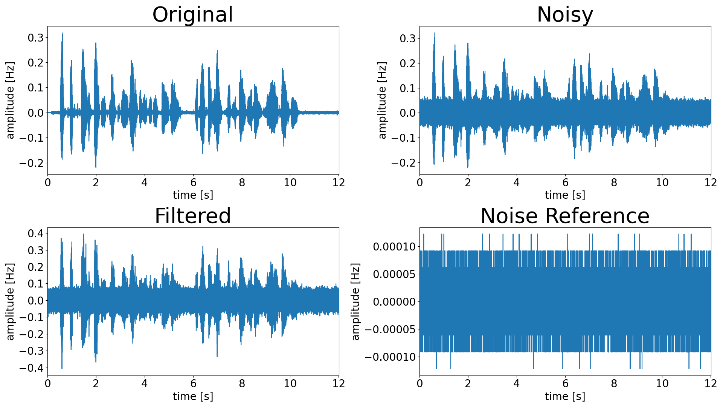 Original
Noisy
0.3
0.2
0.1
0.0
−0.1
−0.2
amplitude [Hz]
0 2 4 6 8 10 12
time [s]
0.3
0.2
0.1
0.0
−0.1
−0.2
amplitude [Hz]
0 2 4 6 8 10 12
time [s]
Filtered
Noise Reference
0.4
0.3
0.2
0.1
0.0
−0.1
−0.2
−0.3
−0.4
amplitude [Hz]
0 2 4 6 8 10 12
time [s]
0.00010
0.00005
0.00000
−0.00005
−0.00010
amplitude [Hz]
0 2 4 6 8 10 12
time [s]